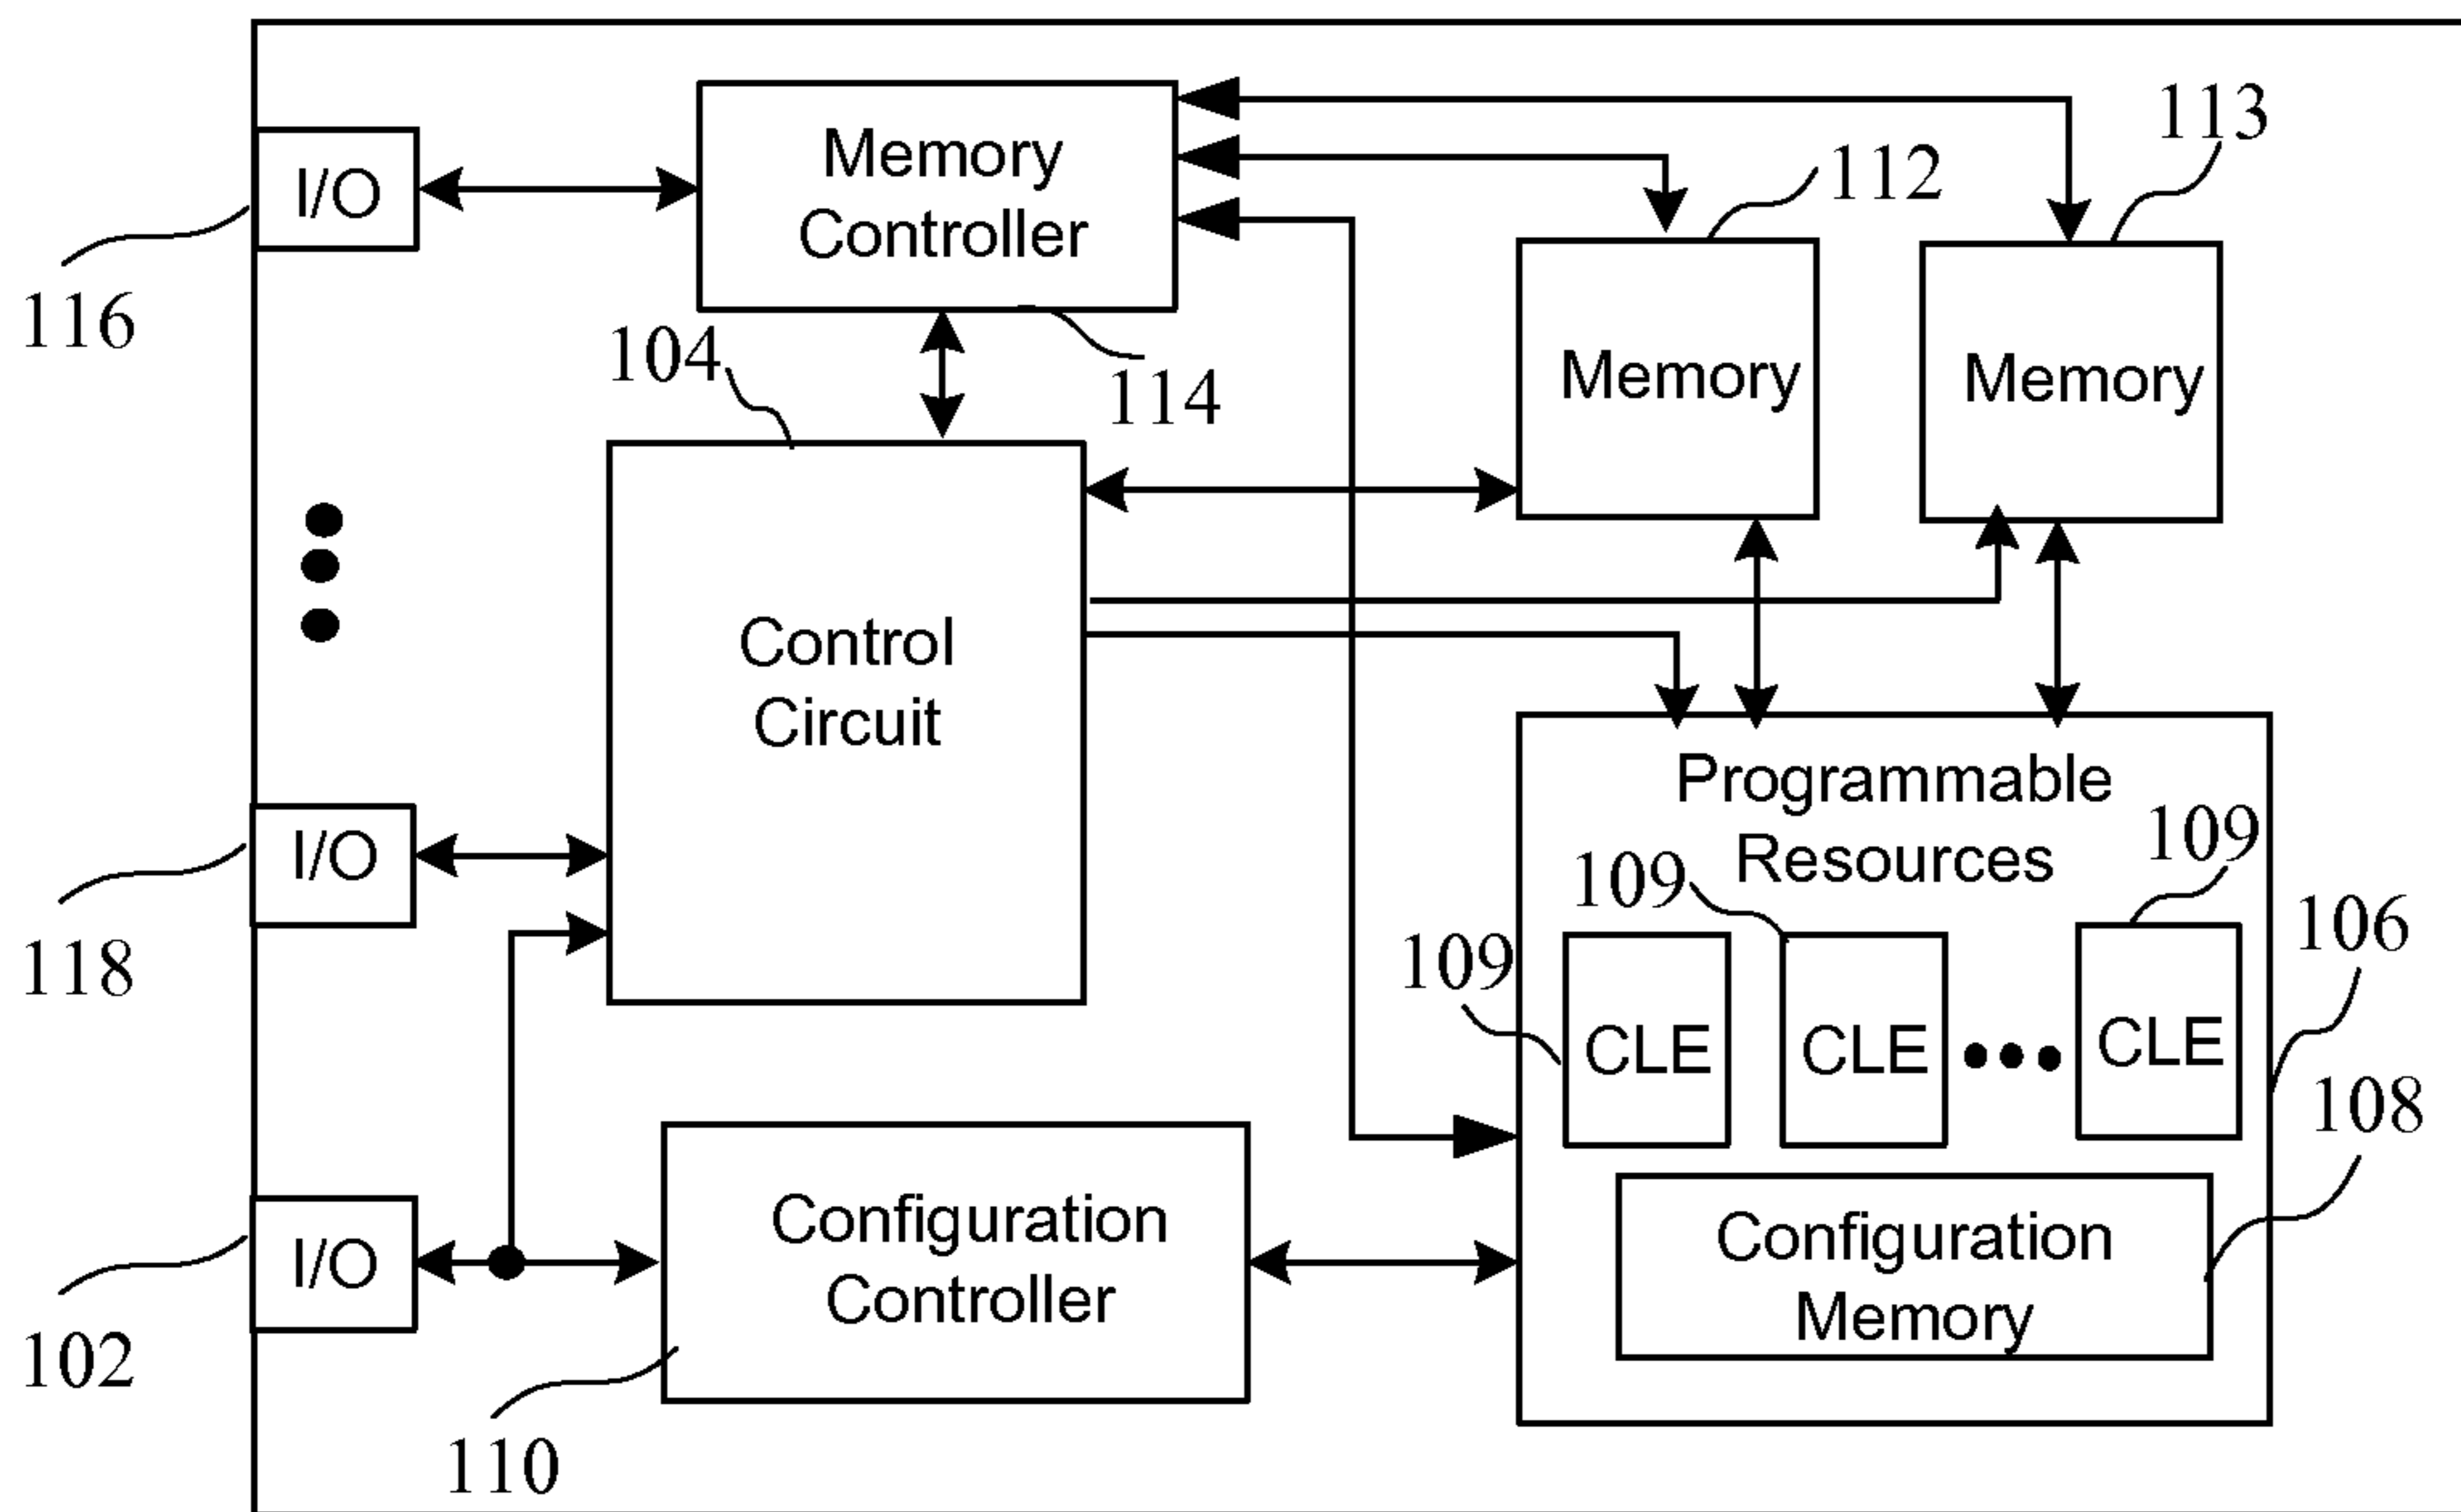 113
Memory
Controller
112
I/O
116
104
114
Memory
Memory
Control
Circuit
Programmable
Resources
I/O
109
109
109
106
118
CLE
CLE
CLE
108
Configuration
Controller
Configuration
Memory
I/O
102
110